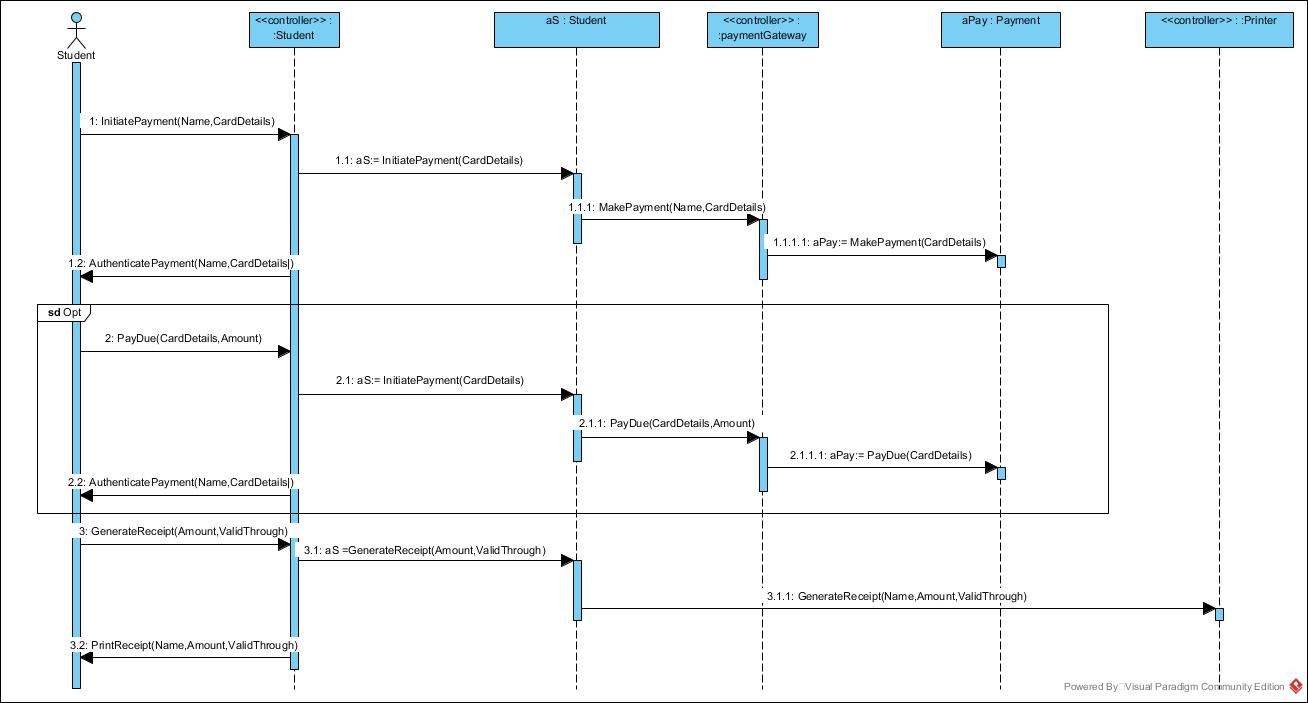 <<controller>> :
:Student
aS : Student
<<controller>> :
:paymentGateway
aPay : Payment
<<controller>> : :Printer
Student
1: InitiatePayment(Name,CardDetails)
1.1: aS:= InitiatePayment(CardDetails)
1.1.1: MakePayment(Name,CardDetails)
1.1.1.1: aPay:= MakePayment(CardDetails)
1.2: AuthenticatePayment(Name,CardDetails|)
sd Opt
2: PayDue(CardDetails,Amount)
2.1: aS:= InitiatePayment(CardDetails)
2.1.1: PayDue(CardDetails,Amount)
2.1.1.1: aPay:= PayDue(CardDetails)
2.2: AuthenticatePayment(Name,CardDetails|)
3: GenerateReceipt(Amount,ValidThrough)
3.1: aS =GenerateReceipt(Amount,ValidThrough)
3.1.1: GenerateReceipt(Name,Amount,ValidThrough)
3.2: PrintReceipt(Name,Amount,ValidThrough)
Powered By Visual Paradigm Community Edition